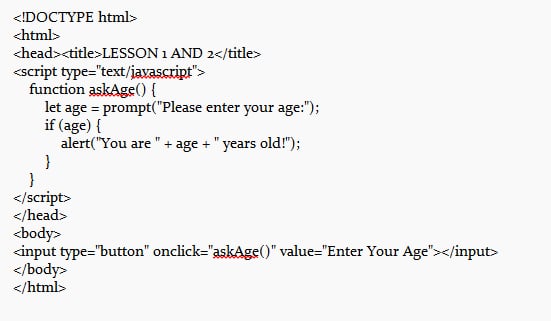 <!DOCTYPE html>
<html>
<head><title>LESSON 1 AND 2</title>
<script type="text/javascript">
function askAge() {
let age = prompt("Please enter your age:");
if (age) {
alert("You are " + age + " years old!");
}
}
</script>
</head>
<body>
<input type="button" onclick="askAge()" value="Enter Your Age"></input>
</body>
</html>